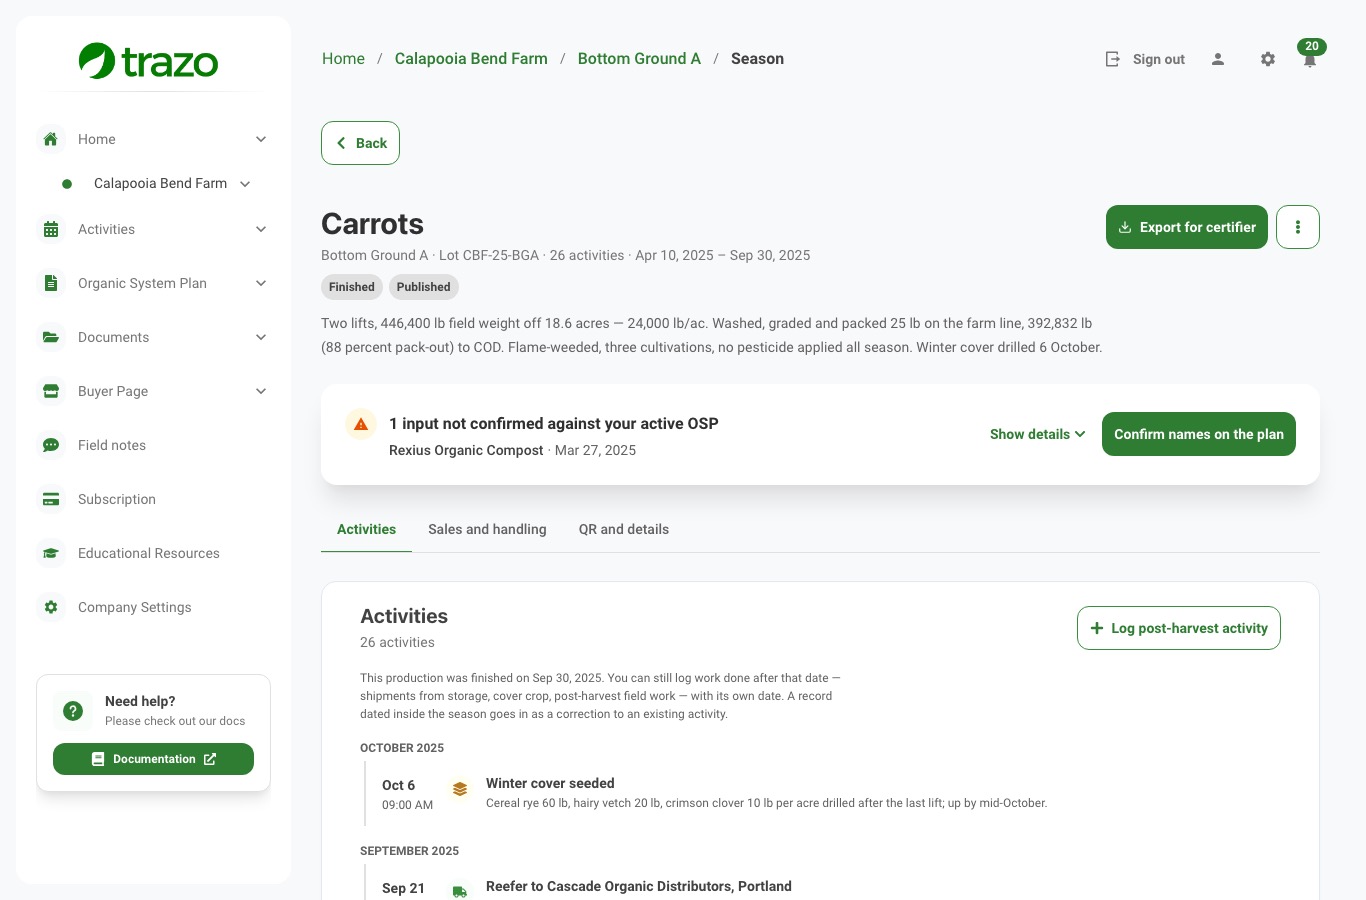 trazo
Home / Calapooia Bend Farm / Bottom Ground A / Season
Sign out
20
Home
Calapooia Bend Farm
Activities
Organic System Plan
Documents
Buyer Page
Field notes
Subscription
Educational Resources
Company Settings
Need help?
Please check out our docs
Documentation
Back
Carrots
Export for certifier
Bottom Ground A · Lot CBF-25-BGA · 26 activities · Apr 10, 2025 – Sep 30, 2025
Finished
Published
Two lifts, 446,400 lb field weight off 18.6 acres — 24,000 lb/ac. Washed, graded and packed 25 lb on the farm line, 392,832 lb
(88 percent pack-out) to COD. Flame-weeded, three cultivations, no pesticide applied all season. Winter cover drilled 6 October.
1 input not confirmed against your active OSP
Rexius Organic Compost · Mar 27, 2025
Show details
Confirm names on the plan
Activities
Sales and handling
QR and details
Activities
26 activities
Log post-harvest activity
This production was finished on Sep 30, 2025. You can still log work done after that date —
shipments from storage, cover crop, post-harvest field work — with its own date. A record
dated inside the season goes in as a correction to an existing activity.
OCTOBER 2025
Oct 6
09:00 AM
Winter cover seeded
Cereal rye 60 lb, hairy vetch 20 lb, crimson clover 10 lb per acre drilled after the last lift; up by mid-October.
SEPTEMBER 2025
Sep 21
Reefer to Cascade Organic Distributors, Portland